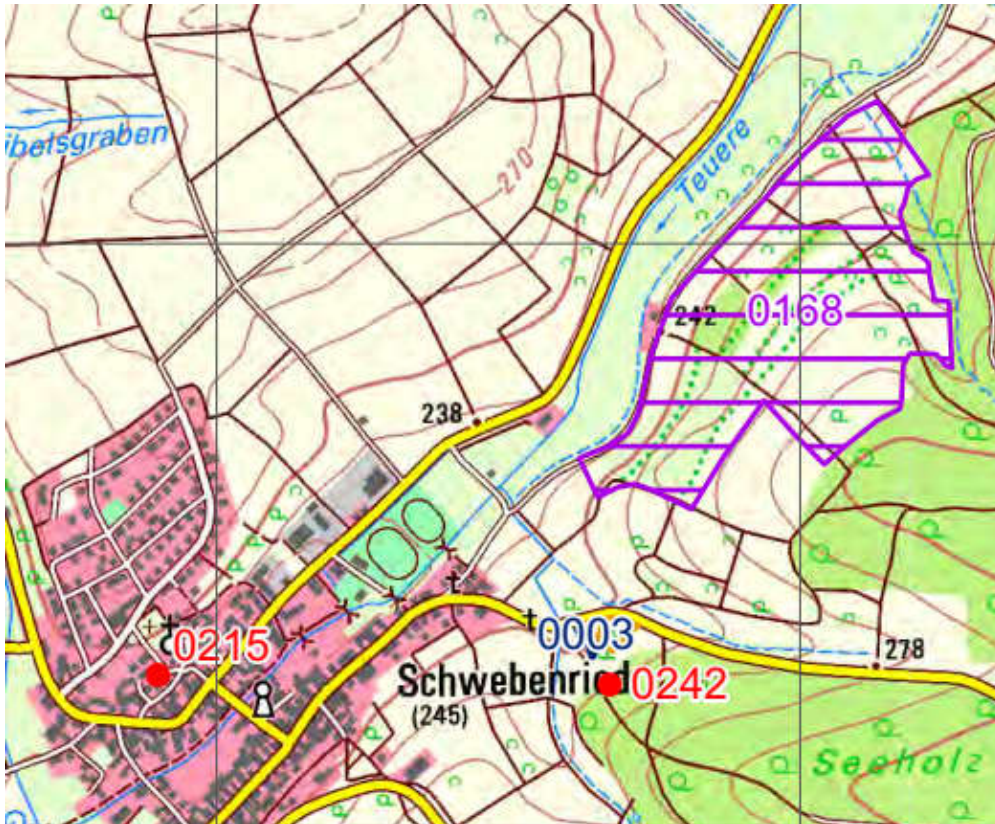 ibelsgraben
270
Teuere
242
0168
238
0215
0003
Schwebenried
(245)
0242
278
Seeholz